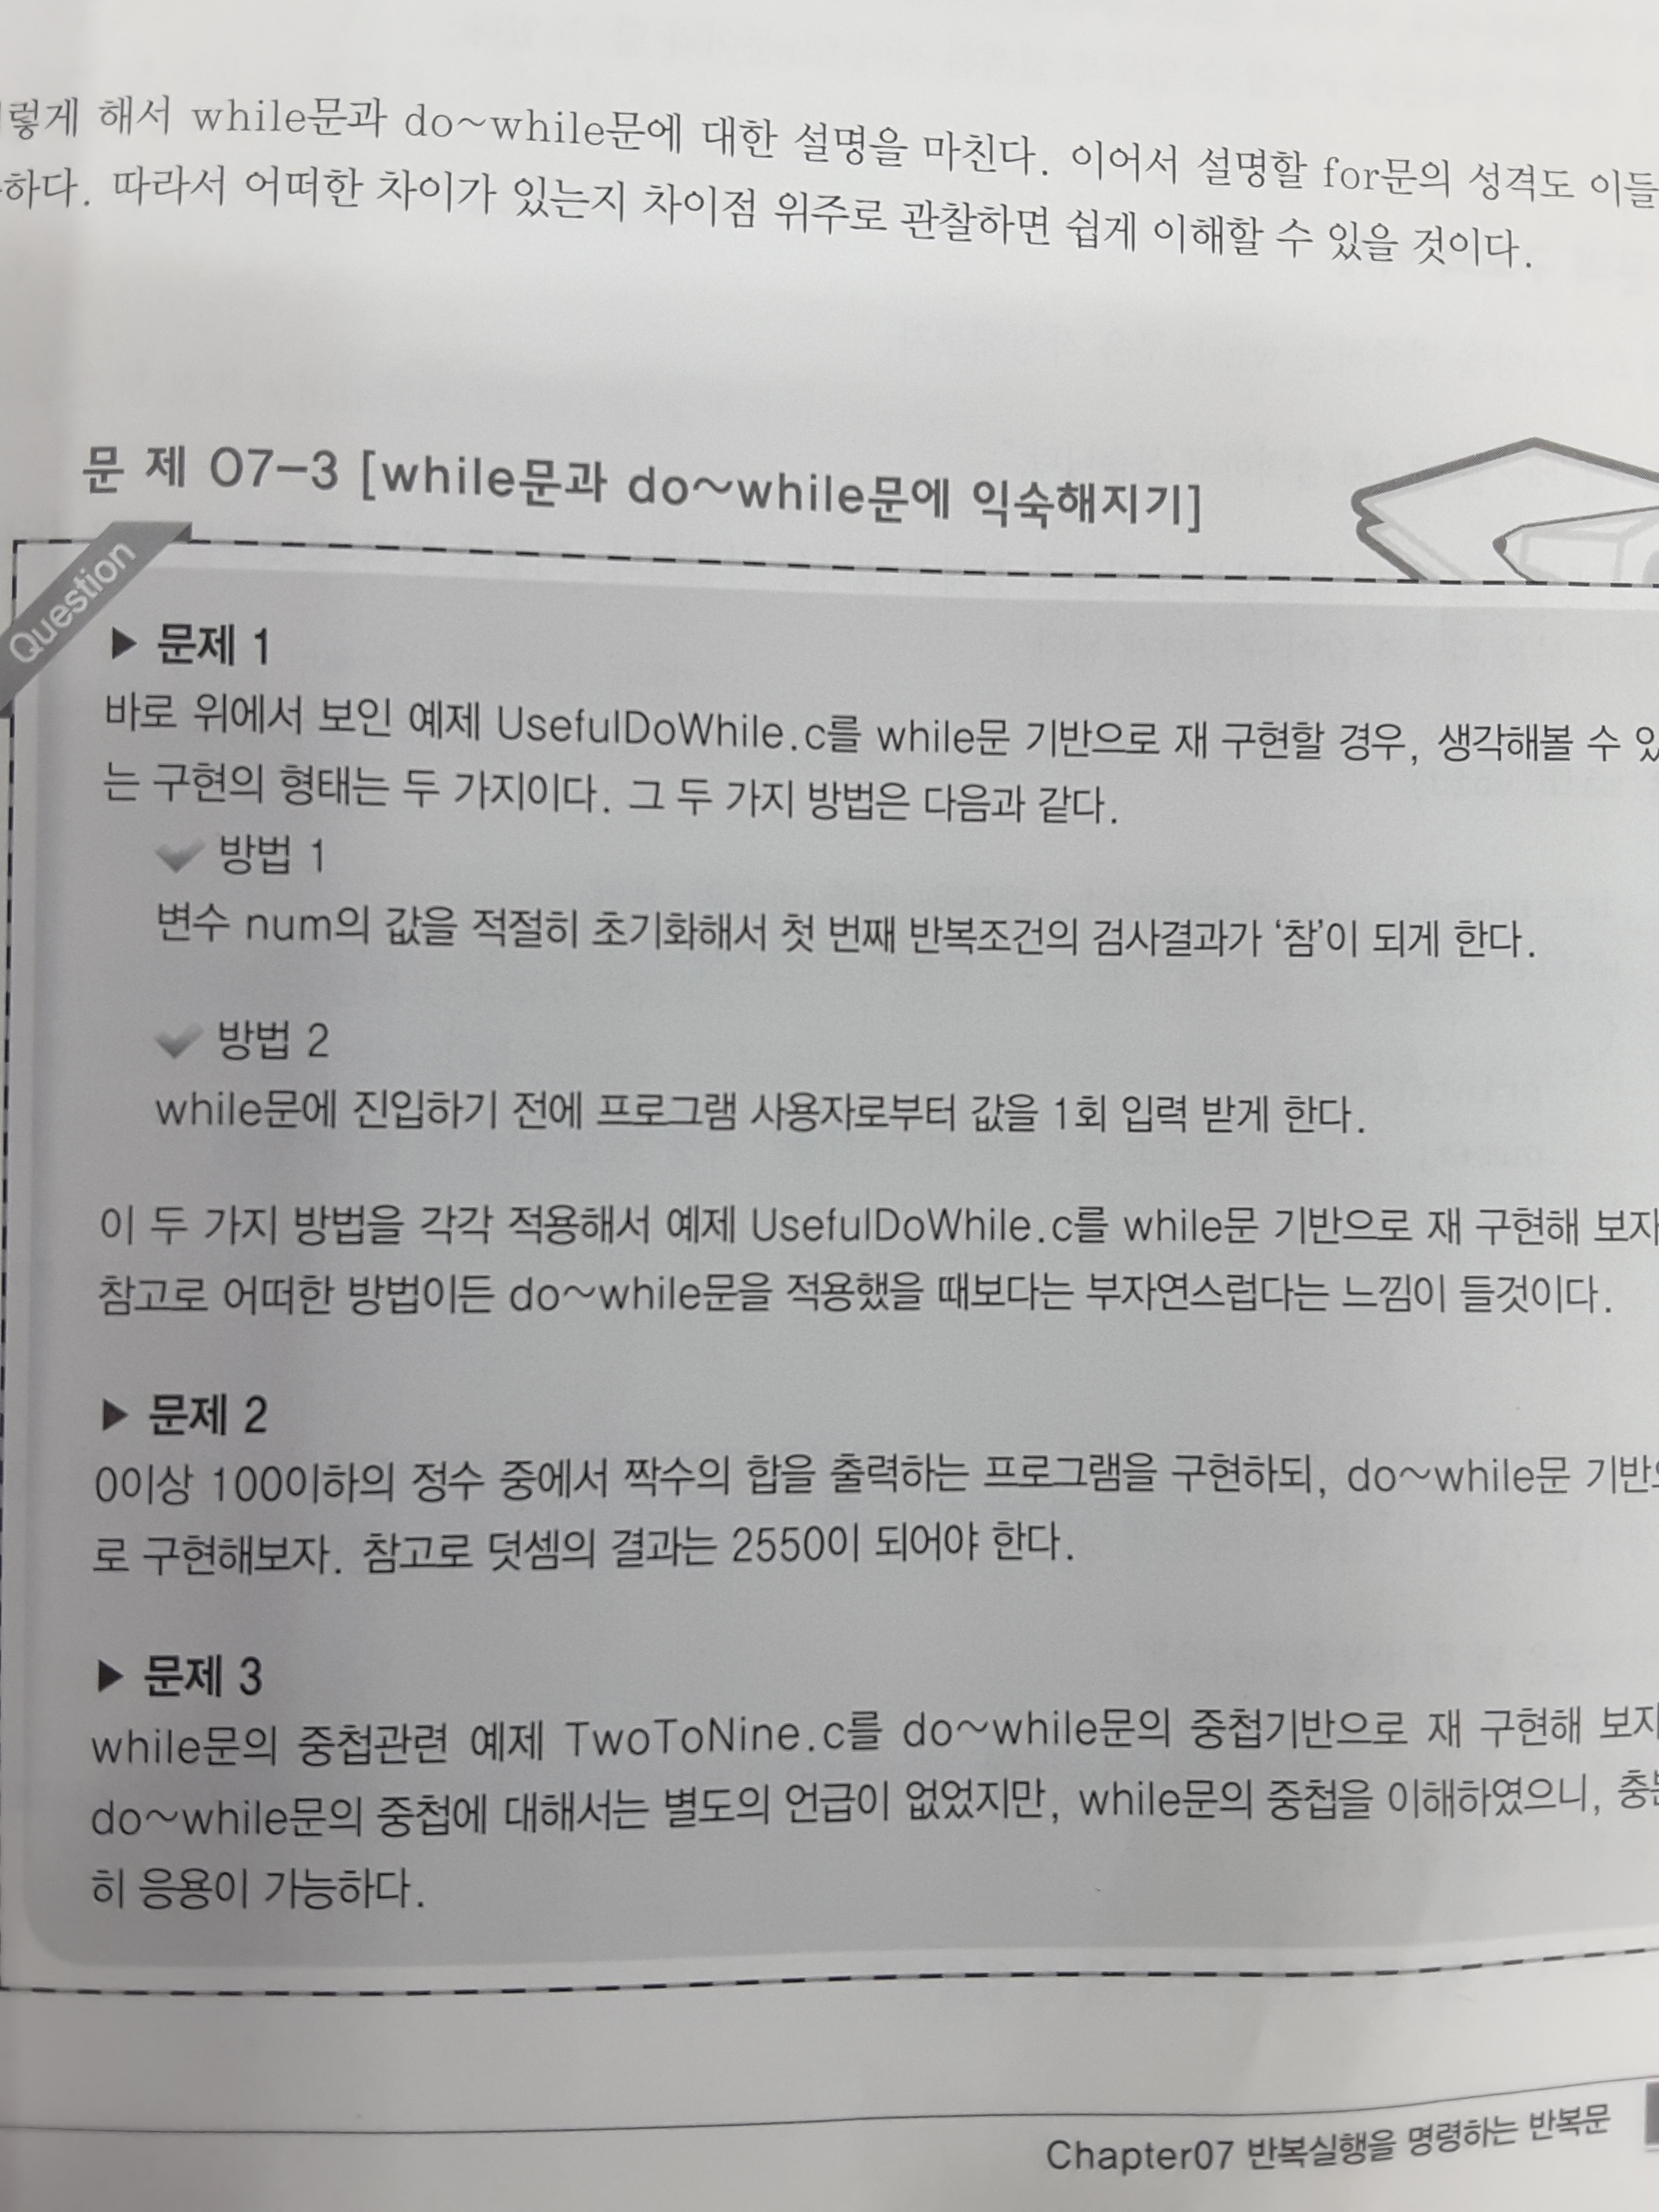 렇게 해서 while문과 do~while문에 대한 설명을 마친다. 이어서 설명할 for문의 성격도 이들
하다. 따라서 어떠한 차이가 있는지 차이점 위주로 관찰하면 쉽게 이해할 수 있을 것이다.
문 제 07-3 [while문과 do~while문에 익숙해지기]
Question
▶ 문제 1
바로 위에서 보인 예제 UsefulDoWhile.c를 while문 기반으로 재 구현할 경우, 생각해볼 수 있
는 구현의 형태는 두 가지이다. 그 두 가지 방법은 다음과 같다.
방법 1
변수 num의 값을 적절히 초기화해서 첫 번째 반복조건의 검사결과가 ‘참’이 되게 한다.
방법 2
while문에 진입하기 전에 프로그램 사용자로부터 값을 1회 입력 받게 한다.
이 두 가지 방법을 각각 적용해서 예제 UsefulDoWhile.c를 while문 기반으로 재 구현해 보자
참고로 어떠한 방법이든 do~while문을 적용했을 때보다는 부자연스럽다는 느낌이 들것이다.
▶ 문제 2
0이상 100이하의 정수 중에서 짝수의 합을 출력하는 프로그램을 구현하되, do~while문 기반으
로 구현해보자. 참고로 덧셈의 결과는 2550이 되어야 한다.
▶ 문제 3
while문의 중첩관련 예제 TwoToNine.c를 do~while문의 중첩기반으로 재 구현해 보자
do~while문의 중첩에 대해서는 별도의 언급이 없었지만, while문의 중첩을 이해하였으니, 충분
히 응용이 가능하다.
Chapter07 반복실행을 명령하는 반복문